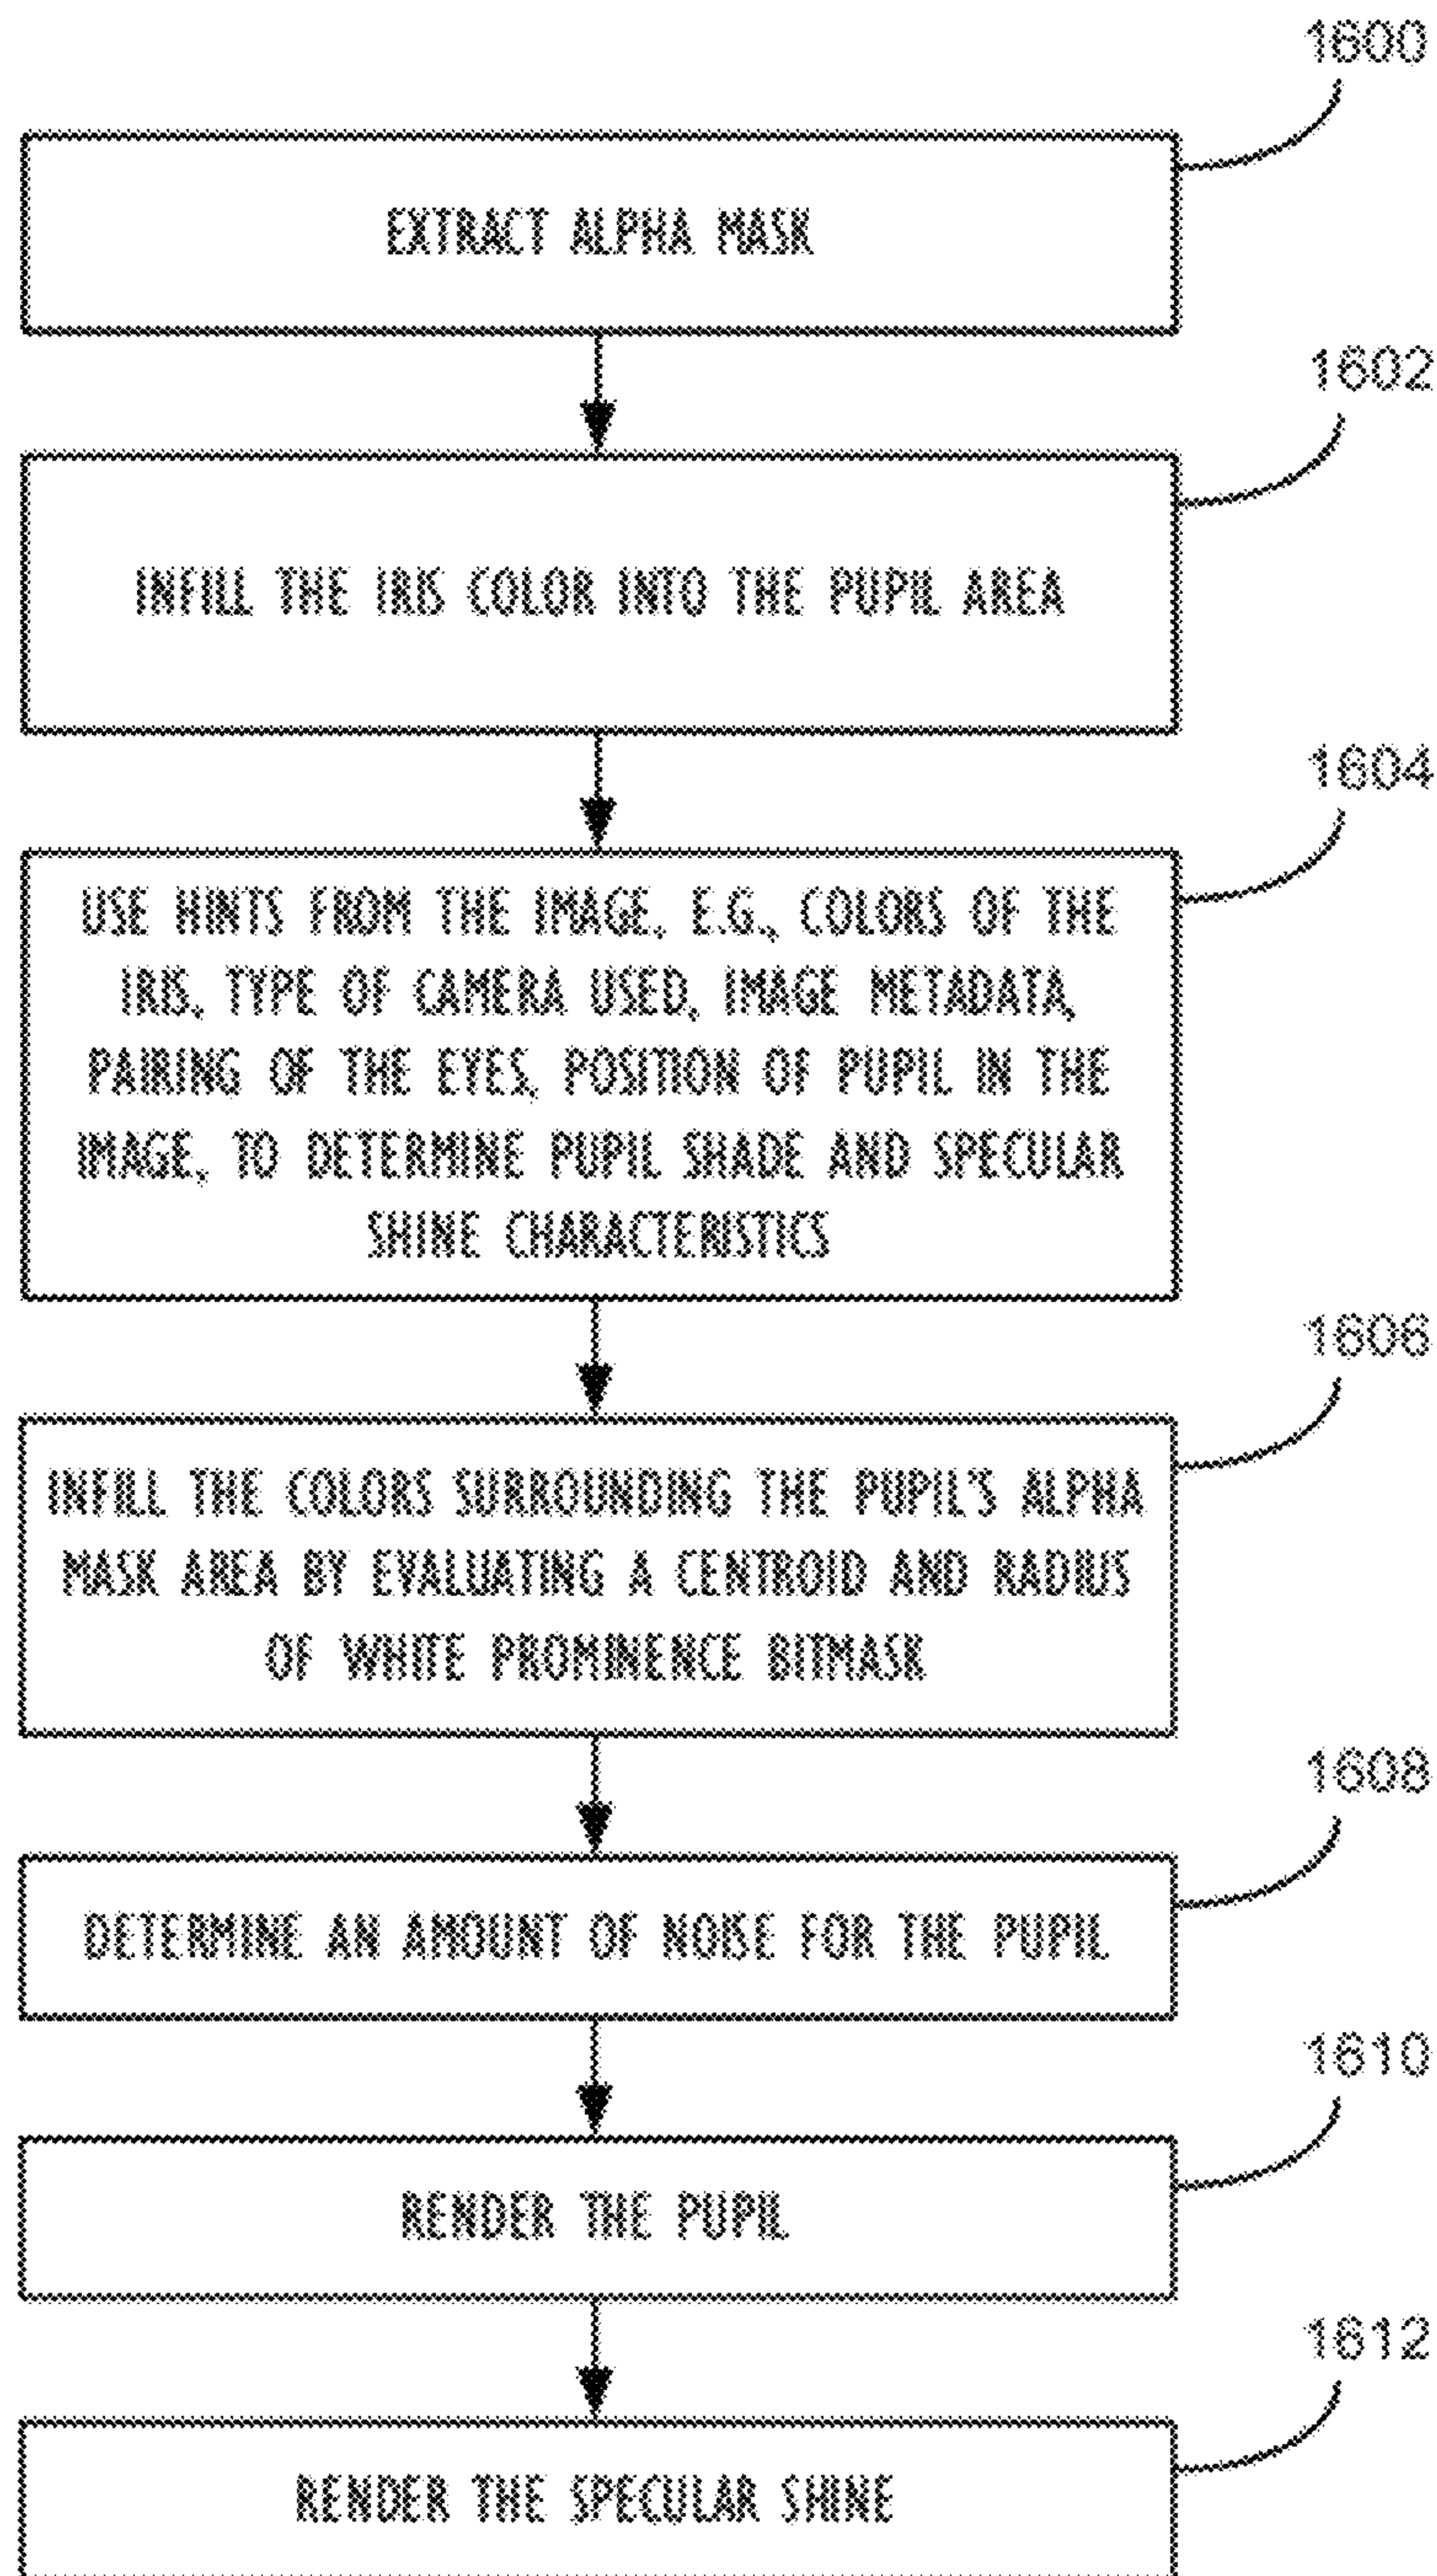 1600
EXTRACT ALPHA MASK
1602
INFILL THE IRIS COLOR INTO THE PUPIL AREA
1604
USE HINTS FROM THE IMAGE, E.G., COLORS OF THE
IRIS, TYPE OF CAMERA USED, IMAGE METADATA,
PAIRING OF THE EYES, POSITION OF PUPIL IN THE
IMAGE, TO DETERMINE PUPIL SHADE AND SPECULAR
SHINE CHARACTERISTICS
1606
INFILL THE COLORS SURROUNDING THE PUPIL'S ALPHA
MASK AREA BY EVALUATING A CENTROID AND RADIUS
OF WHITE PROMINENCE BITMASK
1608
DETERMINE AN AMOUNT OF NOISE FOR THE PUPIL
1610
RENDER THE PUPIL
1612
RENDER THE SPECULAR SHINE